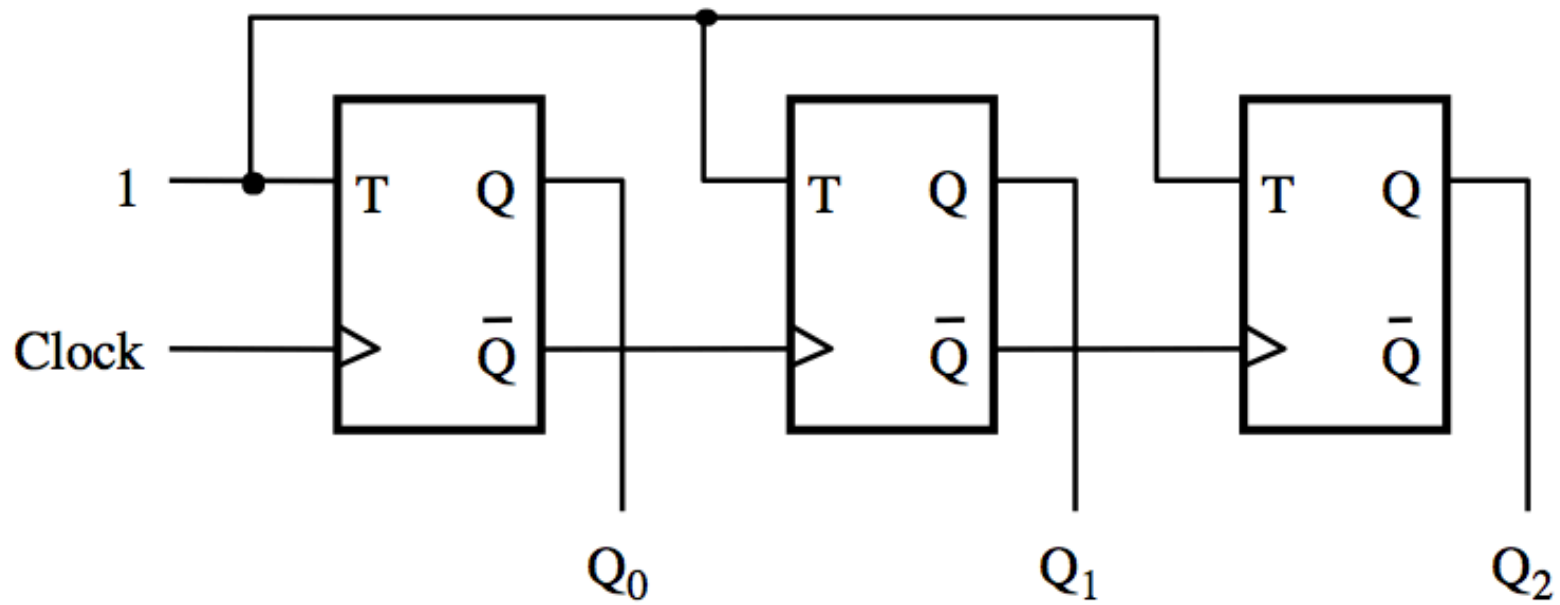 1 T Q T Q T Q
Clock Q̅ Q̅ Q̅
Q₀ Q₁ Q₂